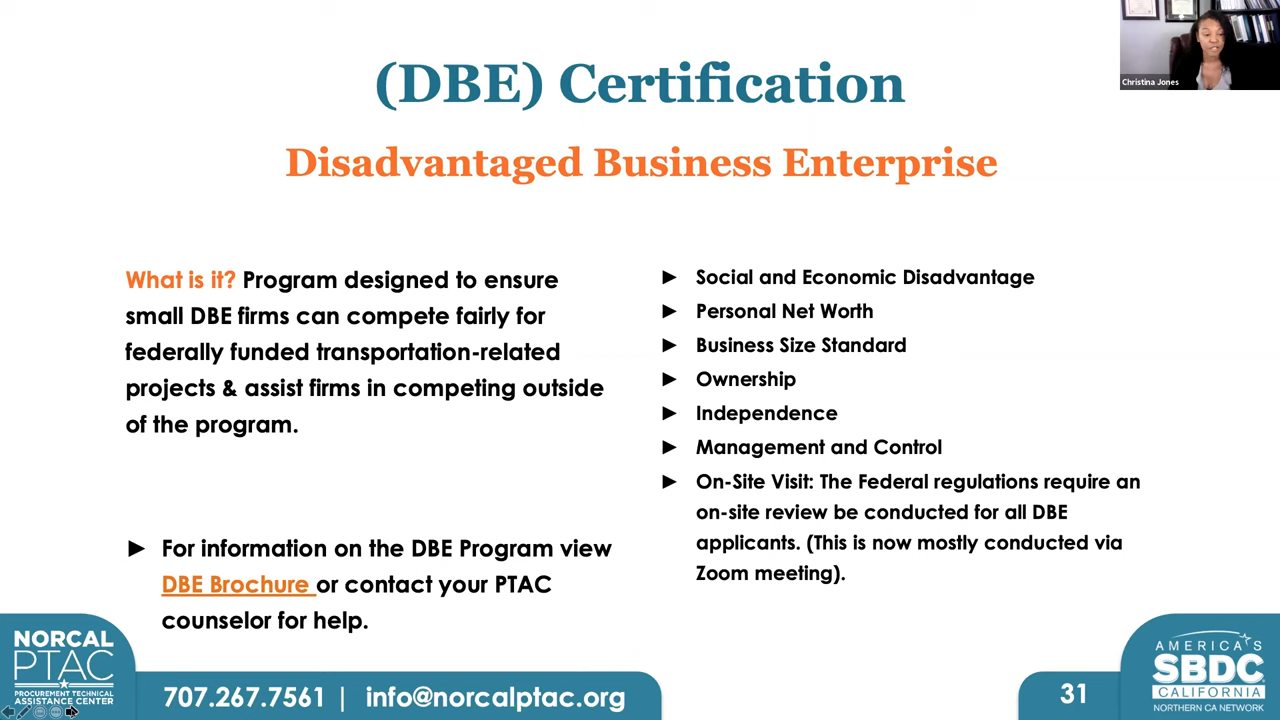 (DBE) Certification
Disadvantaged Business Enterprise
What is it? Program designed to ensure
small DBE firms can compete fairly for
federally funded transportation-related
projects & assist firms in competing outside
of the program.
► For information on the DBE Program view
DBE Brochure or contact your PTAC
counselor for help.
► Social and Economic Disadvantage
► Personal Net Worth
► Business Size Standard
► Ownership
► Independence
► Management and Control
► On-Site Visit: The Federal regulations require an
on-site review be conducted for all DBE
applicants. (This is now mostly conducted via
Zoom meeting).
Christina Jones
NORCAL
PTAC
PROCUREMENT TECHNICAL
ASSISTANCE CENTER
707.267.7561 | info@norcalptac.org
31
AMERICA'S
SBDC
CALIFORNIA
NORTHERN CA NETWORK